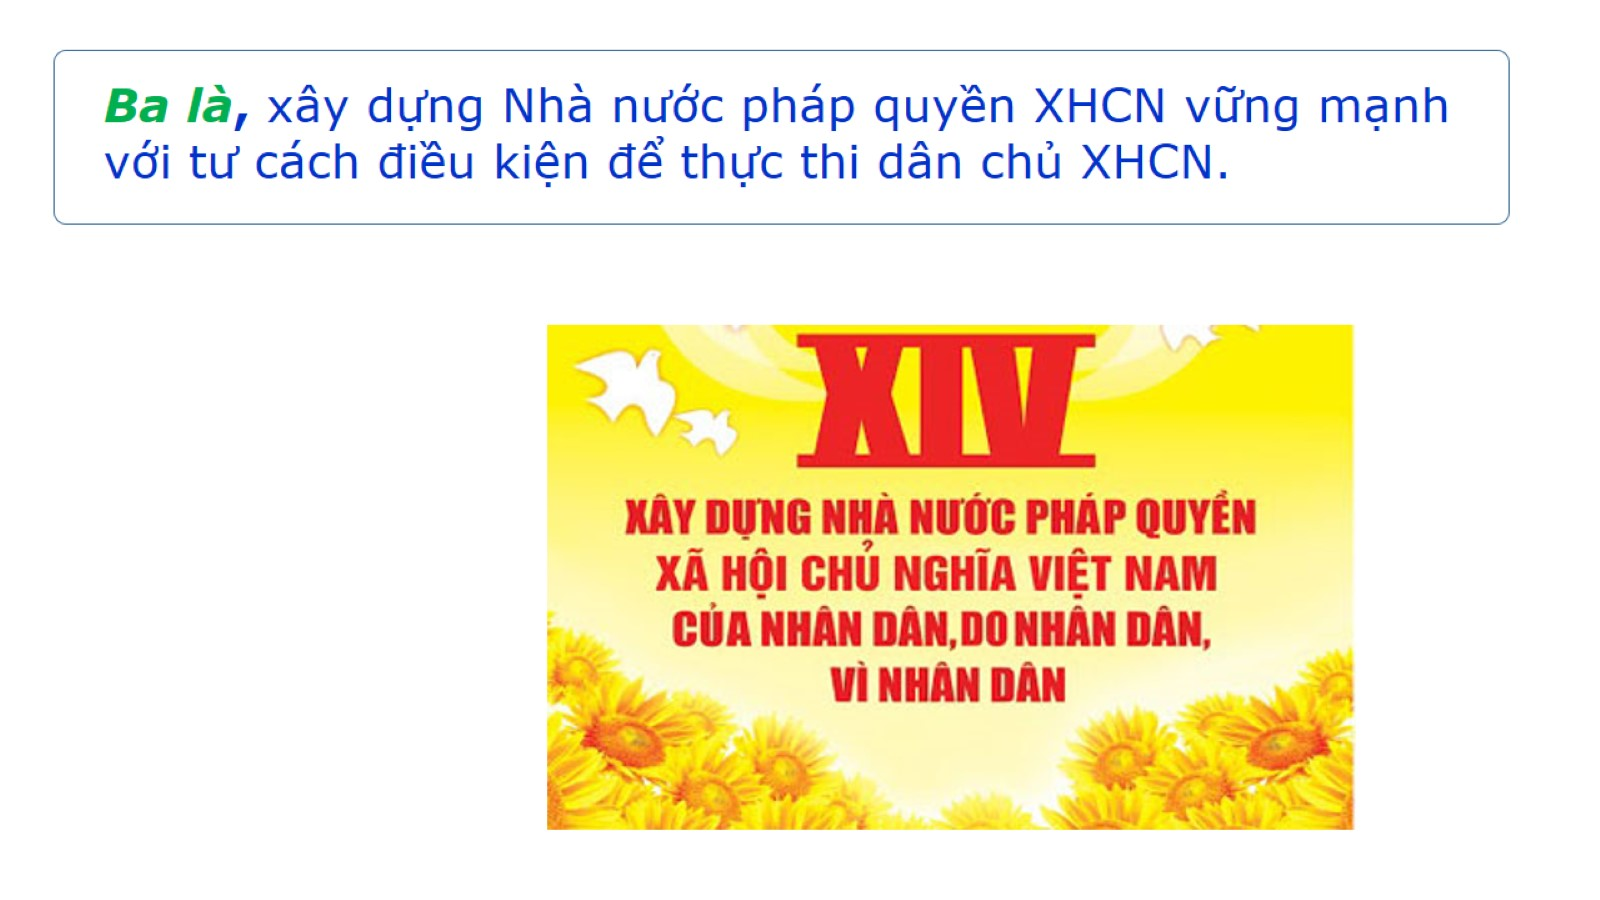 Ba là, xây dựng Nhà nước pháp quyền XHCN vững mạnh
với tư cách điều kiện để thực thi dân chủ XHCN.
XIV
XÂY DỰNG NHÀ NƯỚC PHÁP QUYỀN
XÃ HỘI CHỦ NGHĨA VIỆT NAM
CỦA NHÂN DÂN, DO NHÂN DÂN,
VÌ NHÂN DÂN